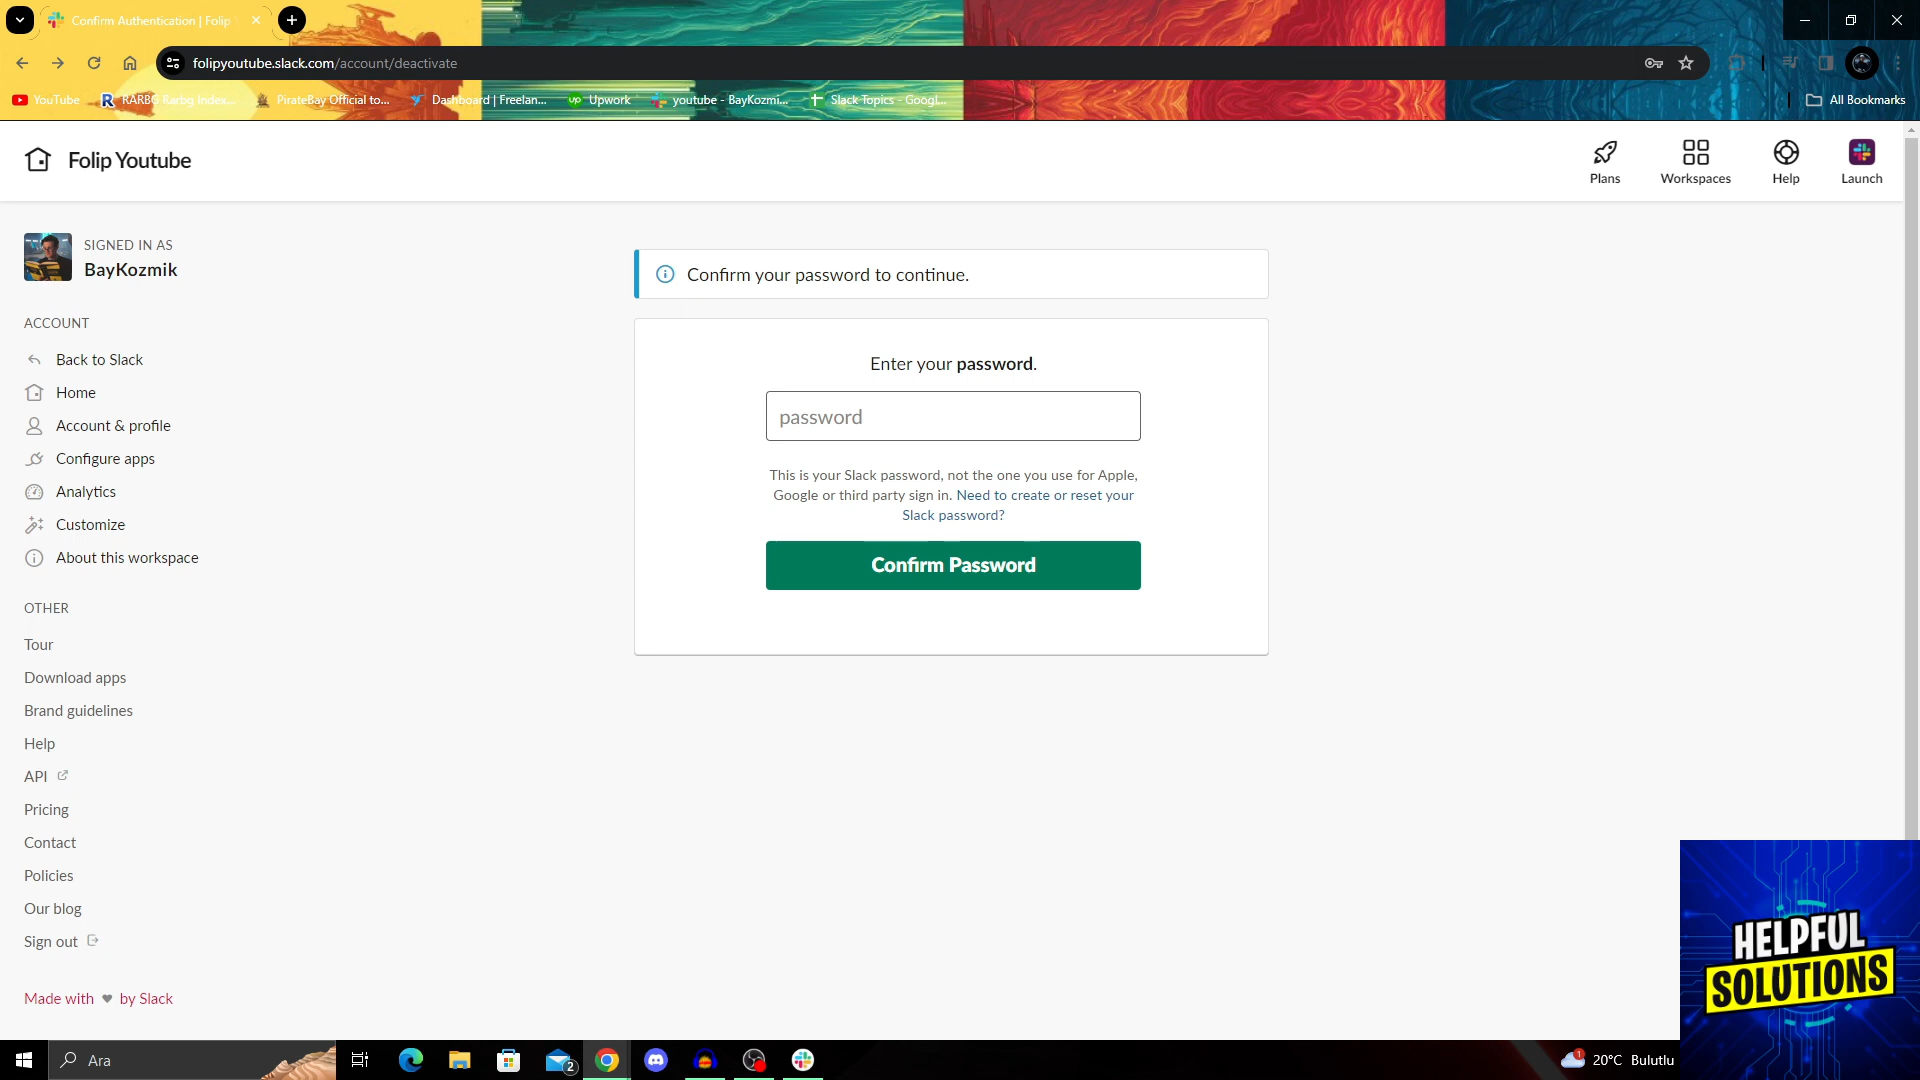 Confirm Authentication | Folip
folipyoutube.slack.com/account/deactivate
YouTube
RARBG Rarbg Index...
PirateBay Official to...
Dashboard | Freelan...
Upwork
youtube - BayKozmi...
Slack Topics - Googl...
All Bookmarks
Folip Youtube
Plans
Workspaces
Help
Launch
SIGNED IN AS
BayKozmik
ACCOUNT
Back to Slack
Home
Account & profile
Configure apps
Analytics
Customize
About this workspace
OTHER
Tour
Download apps
Brand guidelines
Help
API
Pricing
Contact
Policies
Our blog
Sign out
Made with ♥ by Slack
Confirm your password to continue.
Enter your password.
password
This is your Slack password, not the one you use for Apple,
Google or third party sign in. Need to create or reset your
Slack password?
Confirm Password
HELPFUL
SOLUTIONS
Ara
2
1
20°C Bulutlu